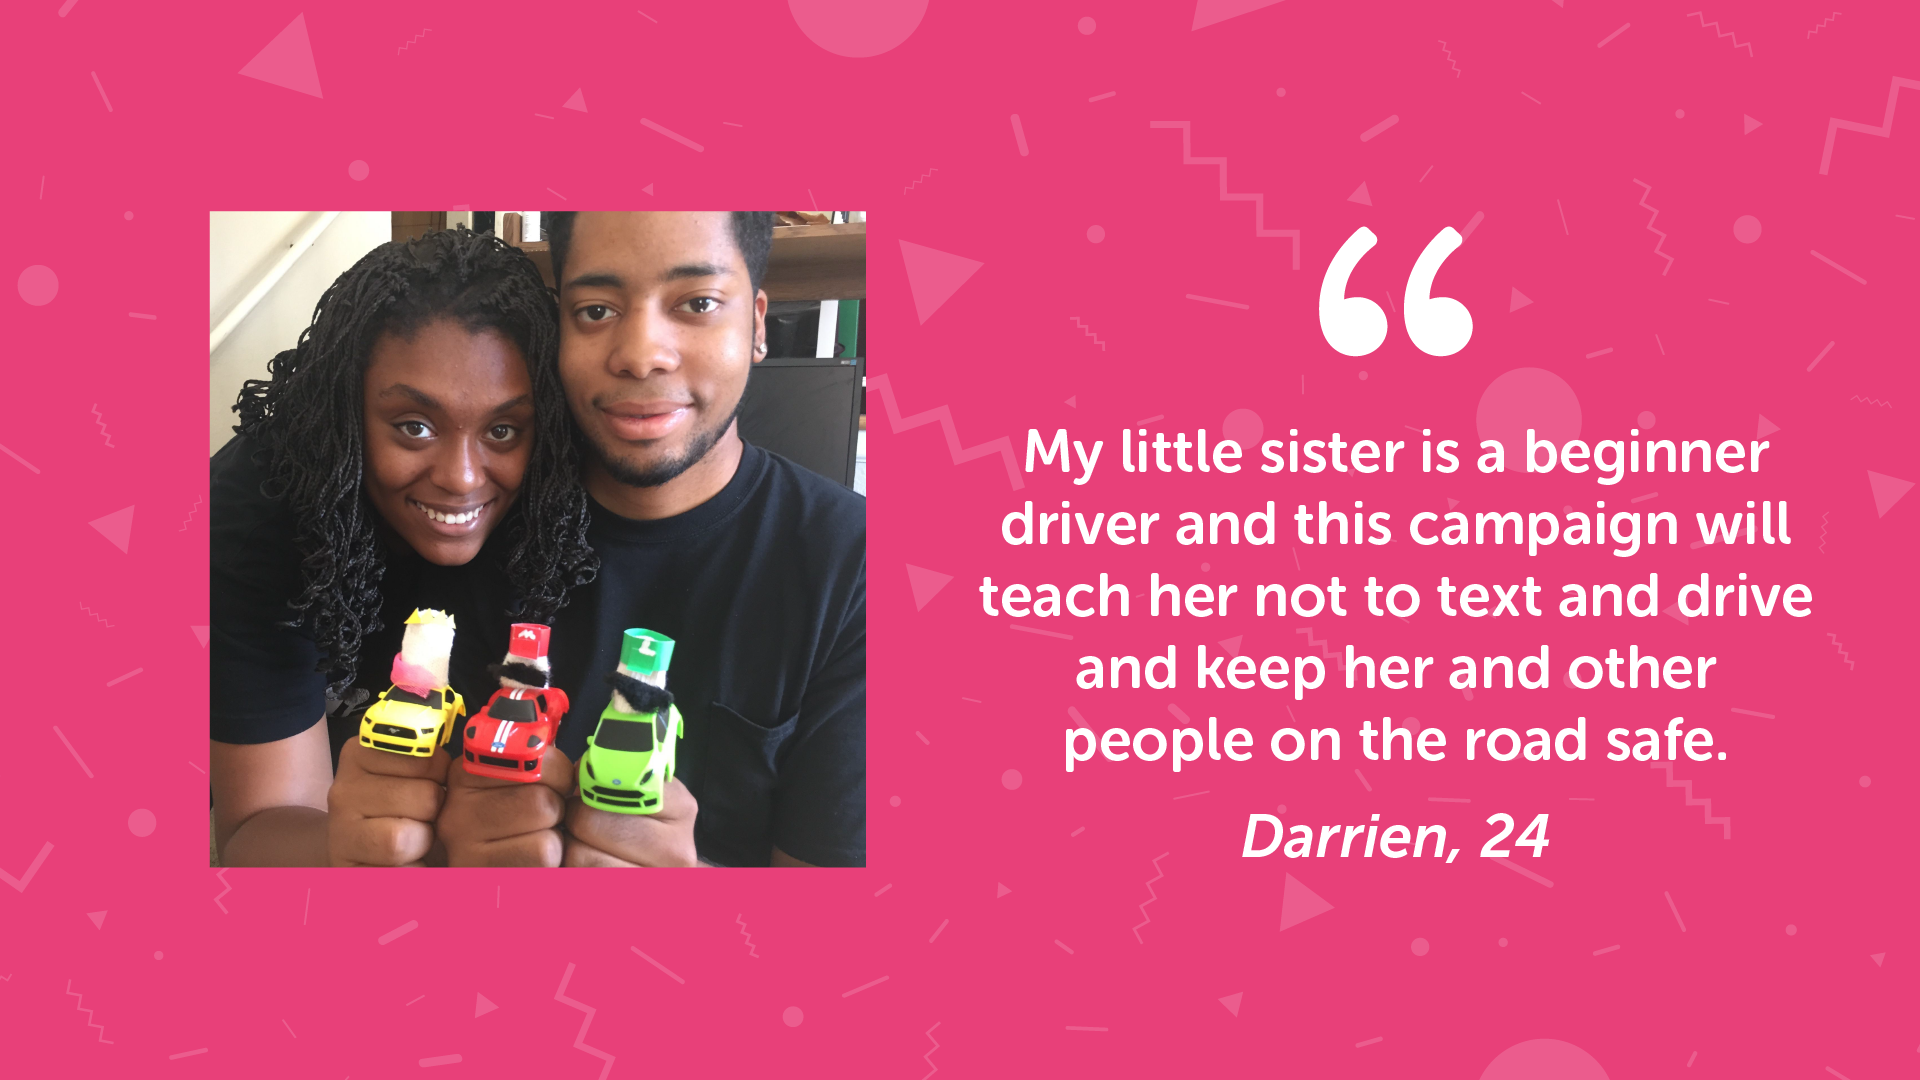 “
My little sister is a beginner
driver and this campaign will
teach her not to text and drive
and keep her and other
people on the road safe.
Darrien, 24
M
L